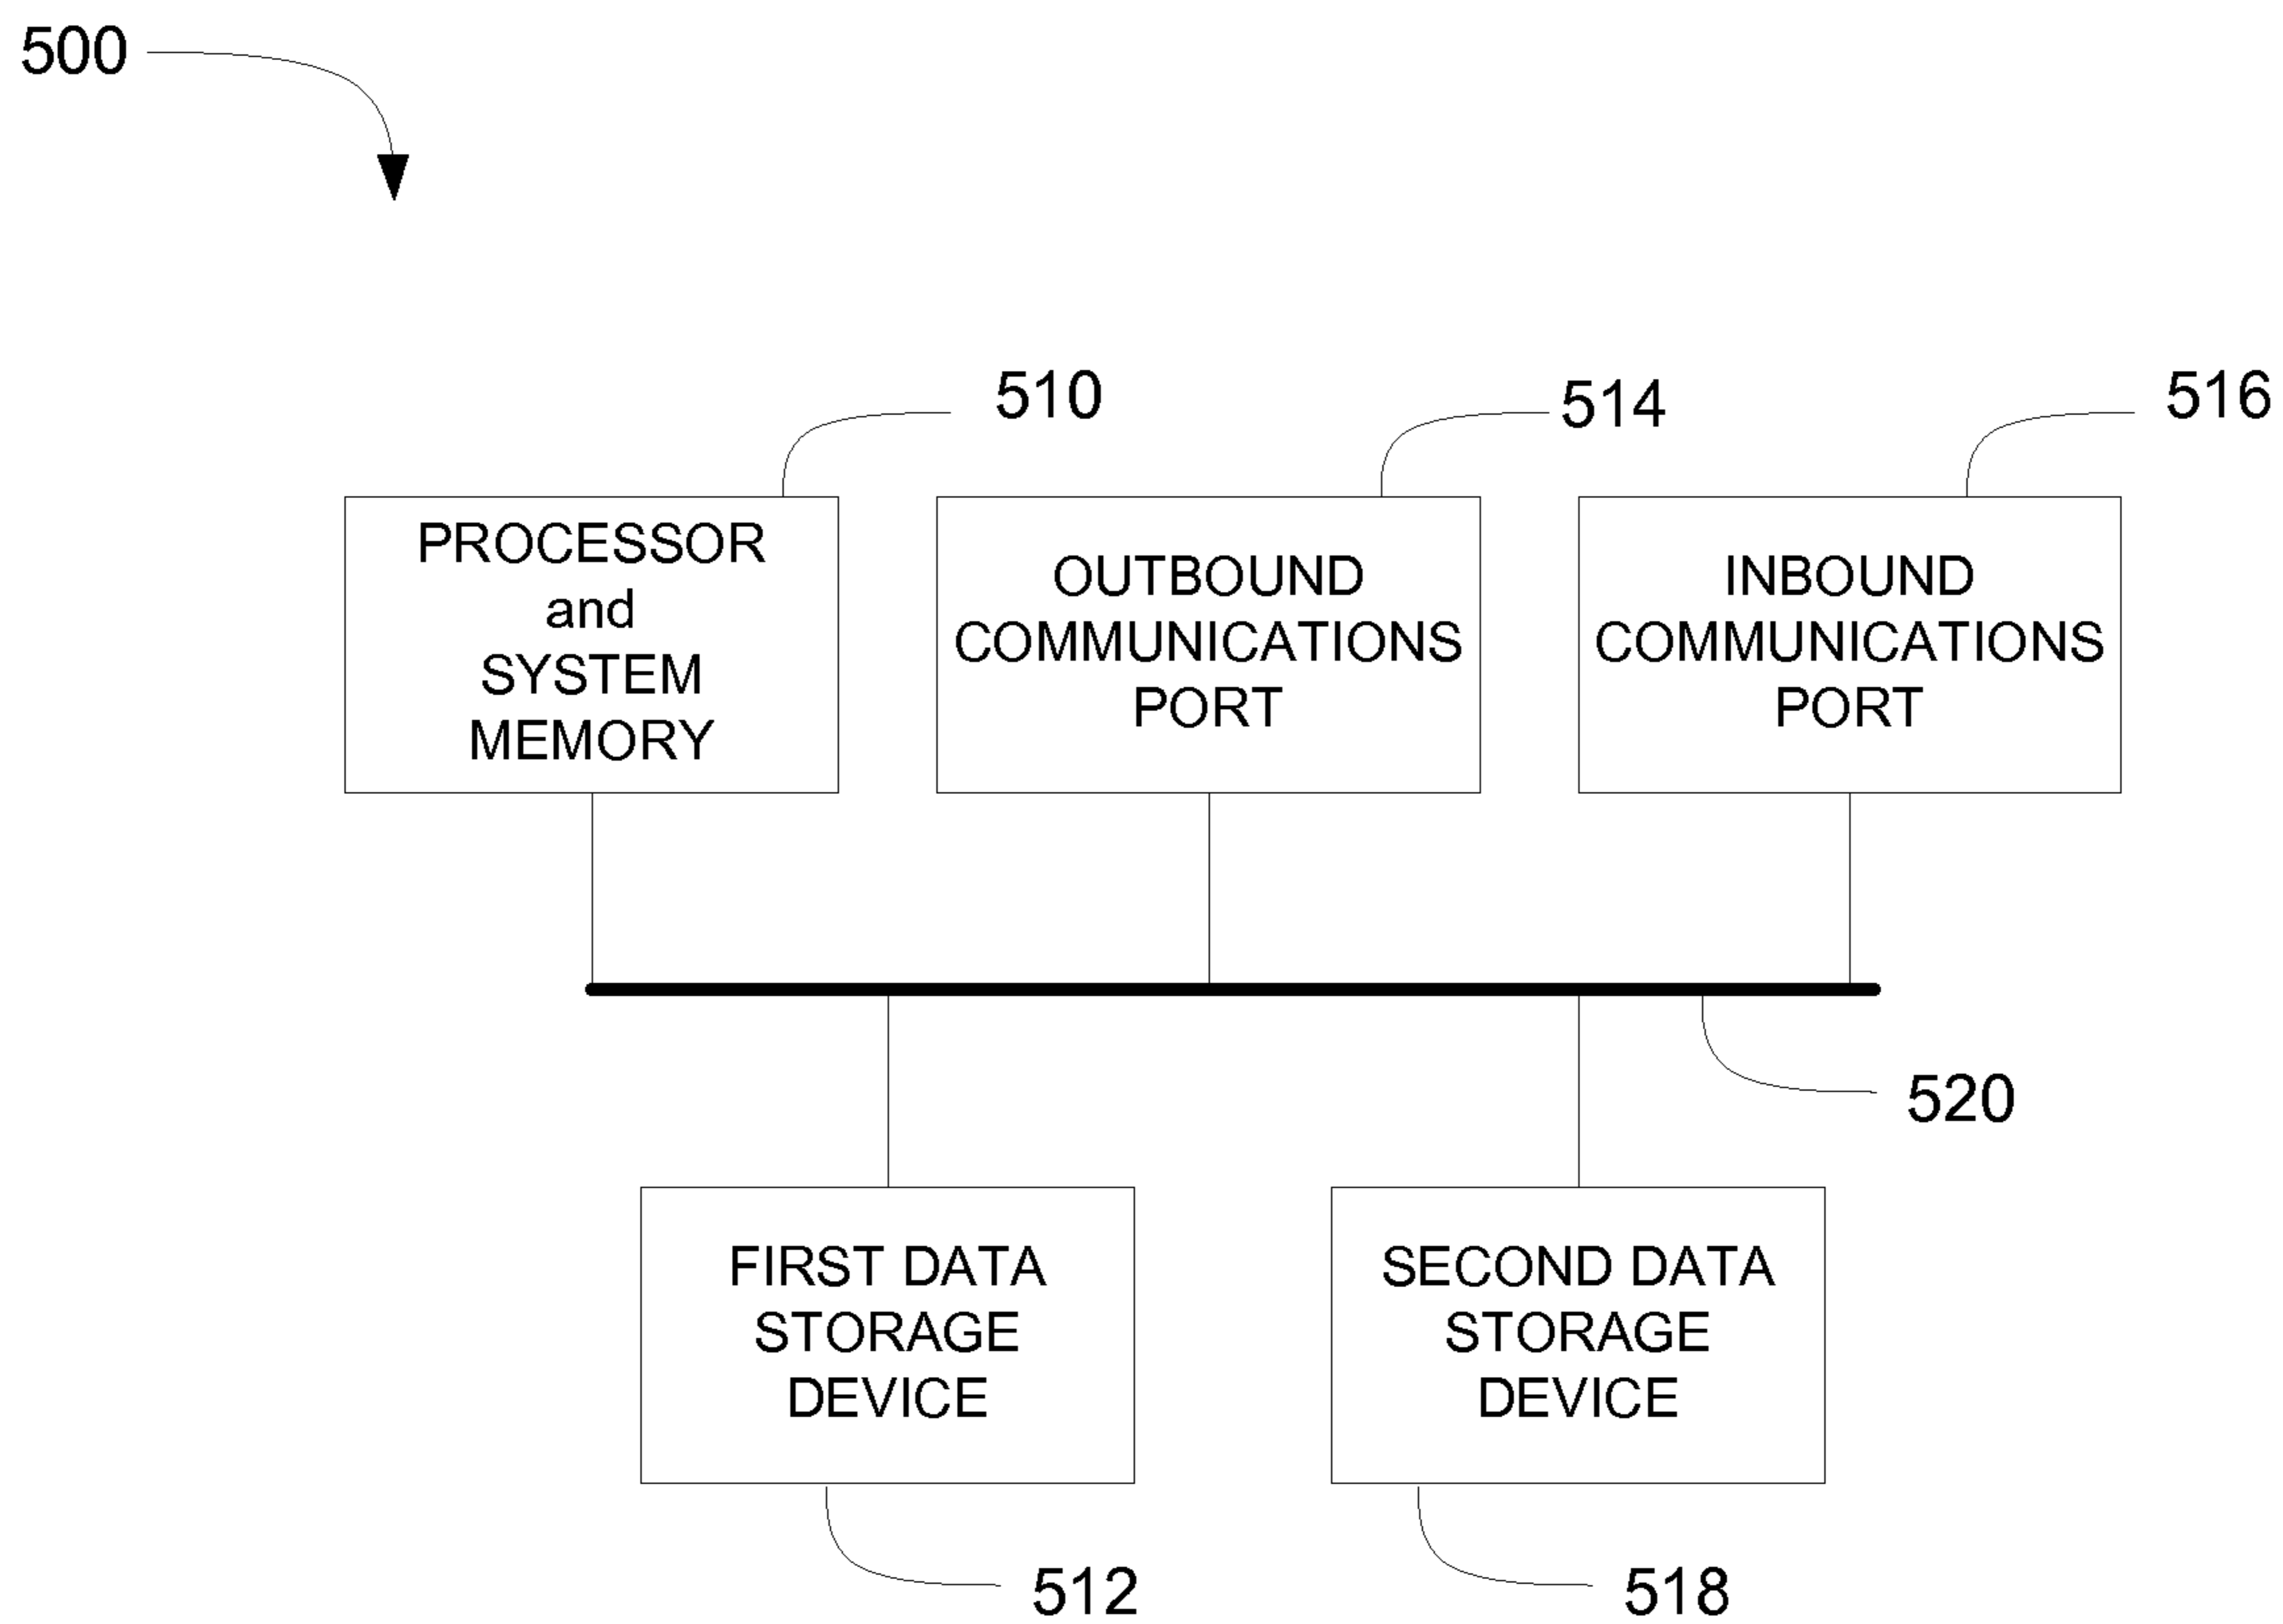 500
510
514
516
PROCESSOR
and
SYSTEM
MEMORY
OUTBOUND
COMMUNICATIONS
PORT
INBOUND
COMMUNICATIONS
PORT
520
FIRST DATA
STORAGE
DEVICE
SECOND DATA
STORAGE
DEVICE
512
518